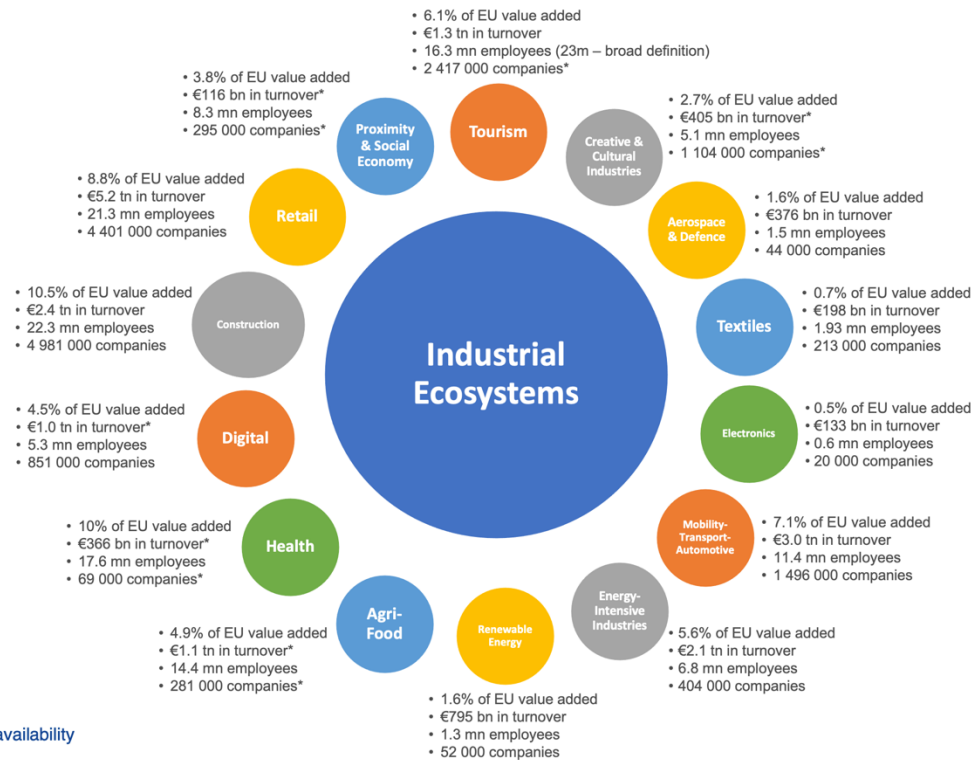 • 6.1% of EU value added
• €1.3 tn in turnover
• 16.3 mn employees (23m – broad definition)
• 2 417 000 companies*
Tourism
• 2.7% of EU value added
• €405 bn in turnover*
• 5.1 mn employees
• 1 104 000 companies*
Creative &
Cultural
Industries
• 1.6% of EU value added
• €376 bn in turnover
• 1.5 mn employees
• 44 000 companies
Aerospace
& Defence
• 0.7% of EU value added
• €198 bn in turnover
• 1.93 mn employees
• 213 000 companies
Textiles
• 0.5% of EU value added
• €133 bn in turnover
• 0.6 mn employees
• 20 000 companies
Electronics
• 7.1% of EU value added
• €3.0 tn in turnover
• 11.4 mn employees
• 1 496 000 companies
Mobility-
Transport-
Automotive
• 5.6% of EU value added
• €2.1 tn in turnover
• 6.8 mn employees
• 404 000 companies
Energy-
Intensive
Industries
• 1.6% of EU value added
• €795 bn in turnover
• 1.3 mn employees
• 52 000 companies
Renewable
Energy
• 4.9% of EU value added
• €1.1 tn in turnover*
• 14.4 mn employees
• 281 000 companies*
Agri-
Food
• 10% of EU value added
• €366 bn in turnover*
• 17.6 mn employees
• 69 000 companies*
Health
• 4.5% of EU value added
• €1.0 tn in turnover*
• 5.3 mn employees
• 851 000 companies
Digital
• 10.5% of EU value added
• €2.4 tn in turnover
• 22.3 mn employees
• 4 981 000 companies
Construction
• 8.8% of EU value added
• €5.2 tn in turnover
• 21.3 mn employees
• 4 401 000 companies
Retail
• 3.8% of EU value added
• €116 bn in turnover*
• 8.3 mn employees
• 295 000 companies*
Proximity
& Social
Economy
Industrial
Ecosystems
availability